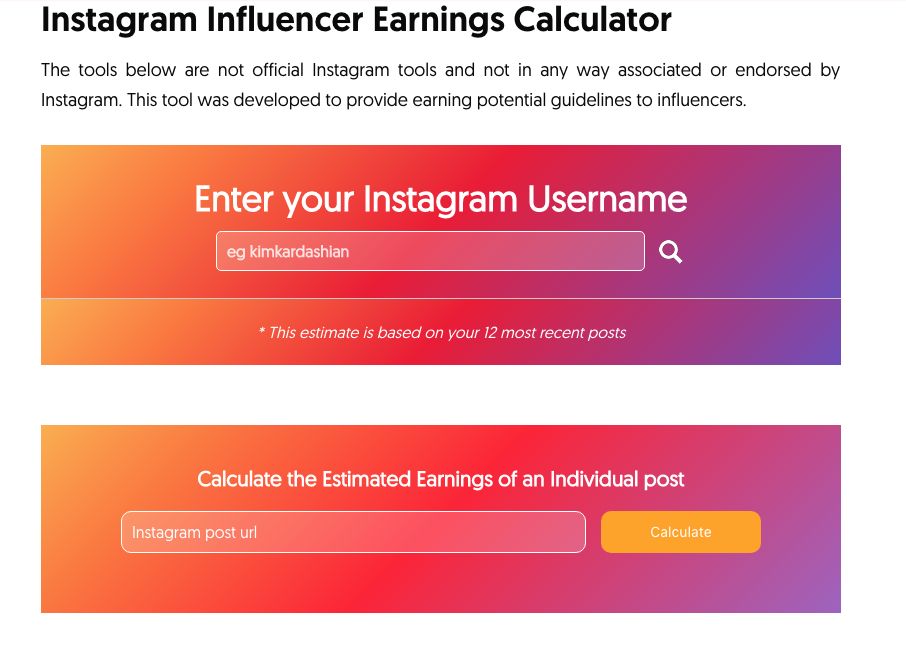 Instagram Influencer Earnings Calculator
The tools below are not official Instagram tools and not in any way associated or endorsed by
Instagram. This tool was developed to provide earning potential guidelines to influencers.
Enter your Instagram Username
eg kimkardashian
* This estimate is based on your 12 most recent posts
Calculate the Estimated Earnings of an Individual post
Instagram post url
Calculate